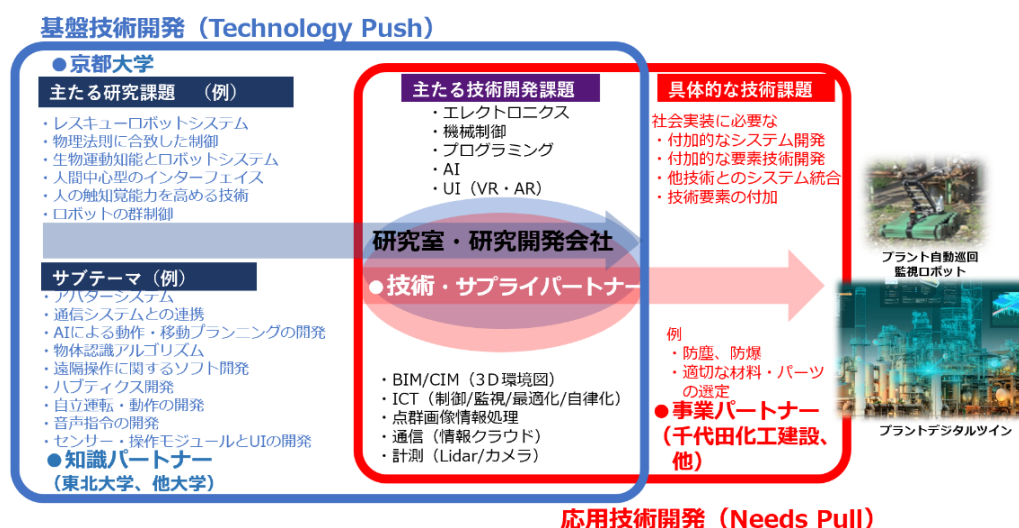 基盤技術開発（Technology Push）
●京都大学
主たる研究課題　（例）
・レスキューロボットシステム
・物理法則に合致した制御
・生物運動知能とロボットシステム
・人間中心型のインターフェイス
・人の触知覚能力を高める技術
・ロボットの群制御
サブテーマ（例）
・アバターシステム
・通信システムとの連携
・AIによる動作・移動プランニングの開発
・物体認識アルゴリズム
・遠隔操作に関するソフト開発
・ハプティクス開発
・自立運転・動作の開発
・音声指令の開発
・センサー・操作モジュールとUIの開発
●知識パートナー
（東北大学、他大学）
主たる技術開発課題
・エレクトロニクス
・機械制御
・プログラミング
・AI
・UI（VR・AR）
研究室・研究開発会社
●技術・サプライパートナー
・BIM/CIM（３D環境図）
・ICT（制御/監視/最適化/自律化）
・点群画像情報処理
・通信（情報クラウド）
・計測（Lidar/カメラ）
具体的な技術課題
社会実装に必要な
・付加的なシステム開発
・付加的な要素技術開発
・他技術とのシステム統合
・技術要素の付加
例
・防塵、防爆
・適切な材料・パーツ
の選定
●事業パートナー
（千代田化工建設、
他）
プラント自動巡回
監視ロボット
プラントデジタルツイン
応用技術開発（Needs Pull）